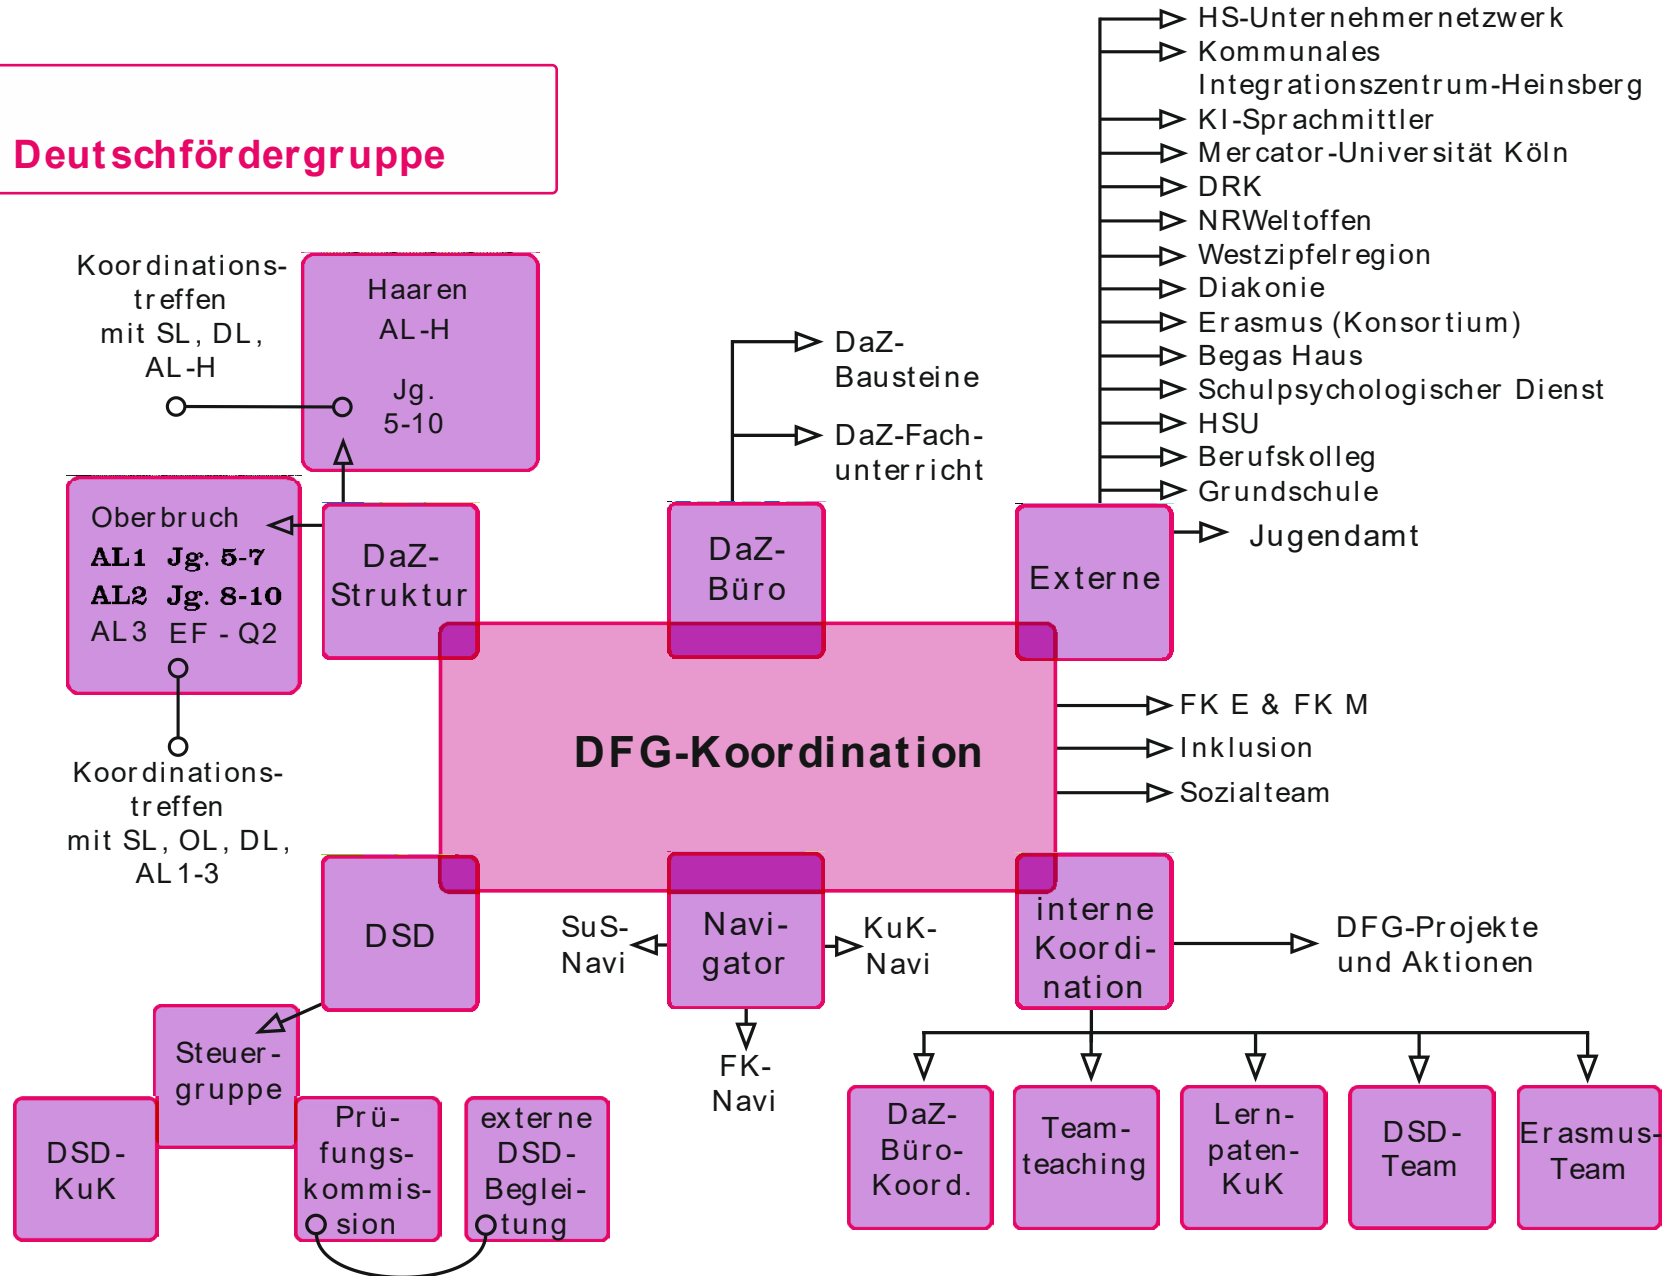 Deutschfördergruppe
HS-Unternehmernetzwerk
Kommunales
Integrationszentrum-Heinsberg
KI-Sprachmittler
Mercator-Universität Köln
DRK
NRWeltoffen
Westzipfelregion
Diakonie
Erasmus (Konsortium)
Begas Haus
Schulpsychologischer Dienst
HSU
Berufskolleg
Grundschule
Jugendamt
Koordinations-
treffen
mit SL, DL,
AL-H
Haaren
AL-H
Jg.
5-10
DaZ-
Bausteine
DaZ-Fach-
unterricht
Oberbruch
AL1 Jg. 5-7
AL2 Jg. 8-10
AL3 EF - Q2
DaZ-
Struktur
DaZ-
Büro
Externe
Koordinations-
treffen
mit SL, OL, DL,
AL1-3
DFG-Koordination
FK E & FK M
Inklusion
Sozialteam
DSD
SuS-
Navi
Navi-
gator
KuK-
Navi
FK-
Navi
interne
Koordi-
nation
DFG-Projekte
und Aktionen
Steuer-
gruppe
DSD-
KuK
Prü-
fungs-
kommis-
sion
externe
DSD-
Beglei-
tung
DaZ-
Büro-
Koord.
Team-
teaching
Lern-
paten-
KuK
DSD-
Team
Erasmus-
Team